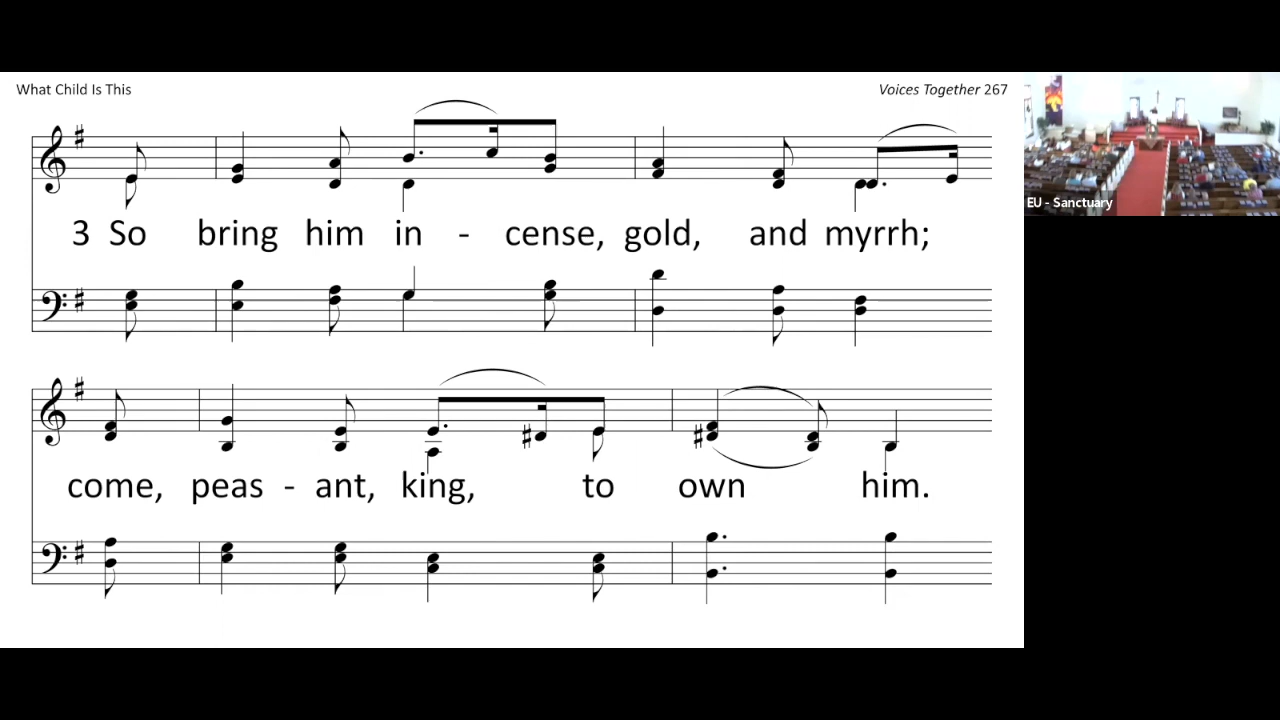 What Child Is This
Voices Together 267
3 So bring him in - cense, gold, and myrrh;
come, peas - ant, king, to own him.
EU - Sanctuary